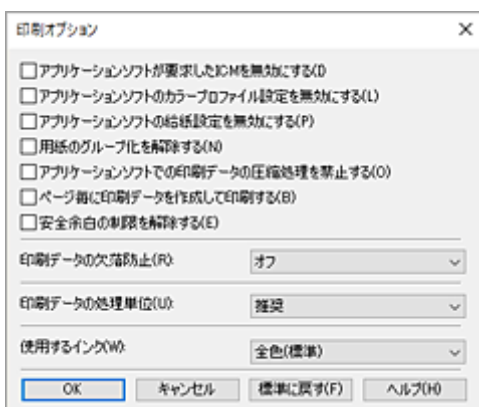 印刷オプション
アプリケーションソフトが要求したICMを無効にする(I
アプリケーションソフトのカラープロファイル設定を無効にする(L)
アプリケーションソフトの給紙設定を無効にする(P)
用紙のグループ化を解除する(N)
アプリケーションソフトでの印刷データの圧縮処理を禁止する(O)
ページ毎に印刷データを作成して印刷する(B)
安全余白の制限を解除する(E)
印刷データの欠落防止(R): オフ
印刷データの処理単位(U): 推奨
使用するインク(W): 全色(標準)
OK キャンセル 標準に戻す(F) ヘルプ(H)